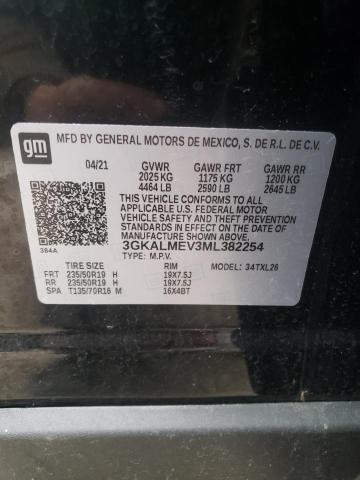 gm
MFD BY GENERAL MOTORS DE MEXICO, S. DE R.L. DE C.V.
04/21 GVWR GAWR FRT GAWR RR
2025 KG 1175 KG 1200 KG
4464 LB 2590 LB 2645 LB
THIS VEHICLE CONFORMS TO ALL
APPLICABLE U.S. FEDERAL MOTOR
VEHICLE SAFETY AND THEFT PREVENTION
STANDARDS IN EFFECT ON THE DATE OF
MANUFACTURE SHOWN ABOVE.
3GKALMEV3ML382254
384A TYPE: M.P.V.
TIRE SIZE RIM MODEL: 34TXL26
FRT 235/50R19 H 19X7.5J
RR 235/50R19 H 19X7.5J
SPA T135/70R16 M 16X4BT